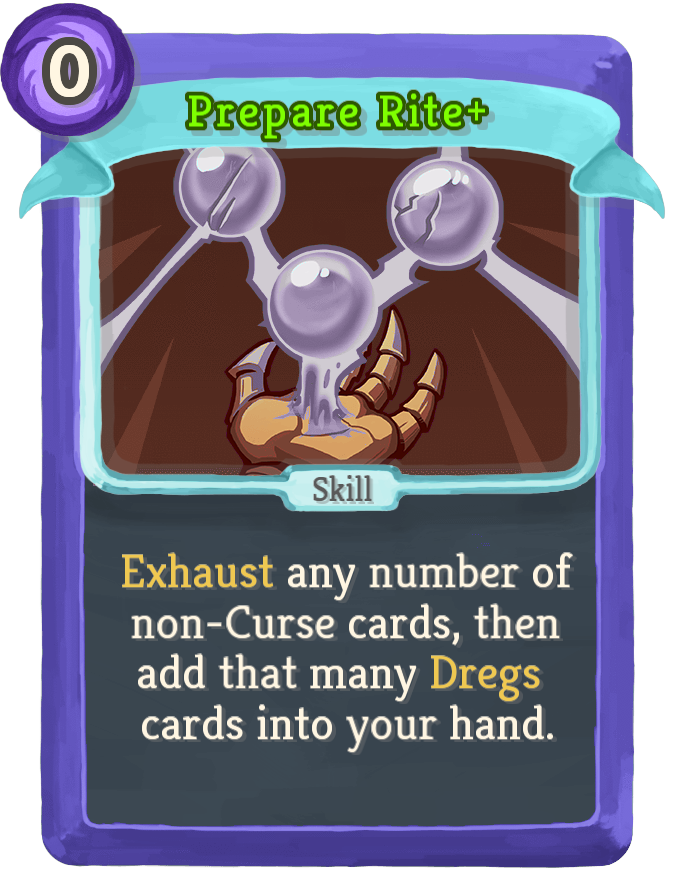 0
Prepare Rite+
Skill
Exhaust any number of
non-Curse cards, then
add that many Dregs
cards into your hand.